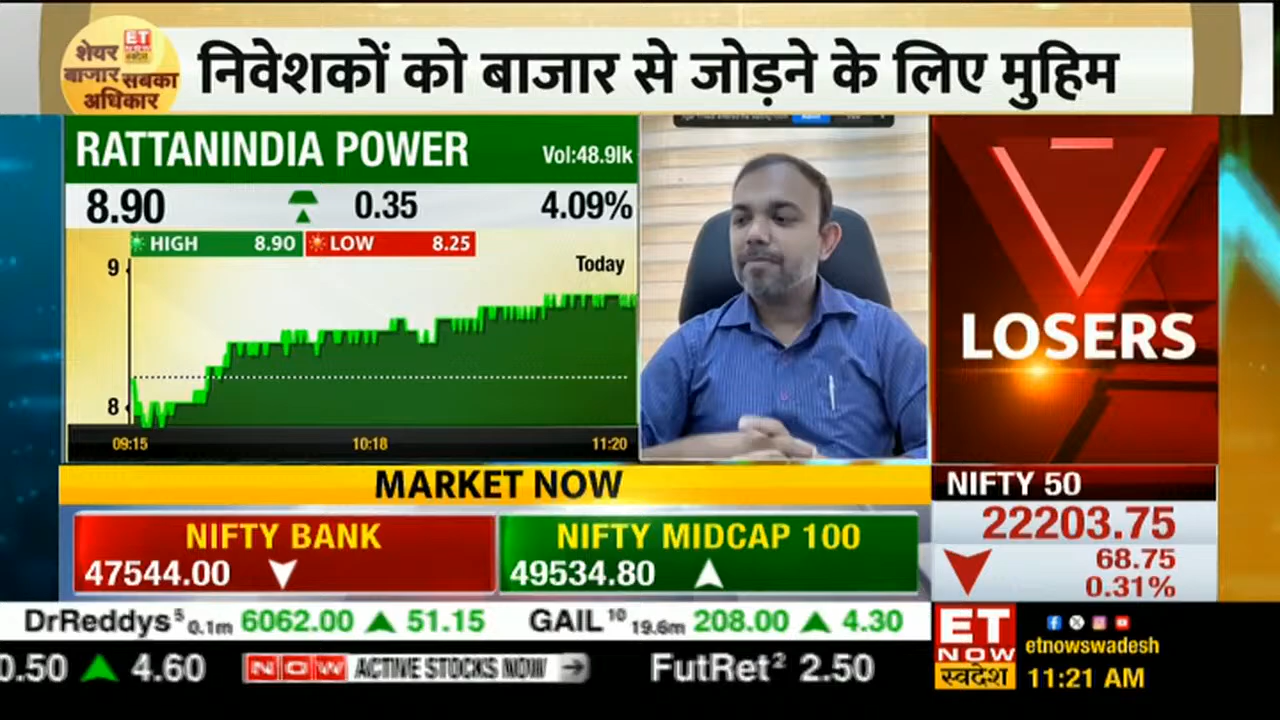 शेयर
बाजार
सबका
अधिकार
ET
NOW
स्वदेश
निवेशकों को बाजार से जोड़ने के लिए मुहिम
RATTANINDIA POWER
Vol:48.9lk
8.90 0.35 4.09%
HIGH 8.90 LOW 8.25
Today
9
8
09:15 10:18 11:20
LOSERS
MARKET NOW
NIFTY BANK
47544.00
NIFTY MIDCAP 100
49534.80
NIFTY 50
22203.75
68.75
0.31%
DrReddys 5 0.1m 6062.00 51.15 GAIL 10 19.6m 208.00 4.30
0.50 4.60 NOW ACTIVE STOCKS NOW FutRet 2 2.50
ET
NOW
स्वदेश
etnowswadesh
11:21 AM